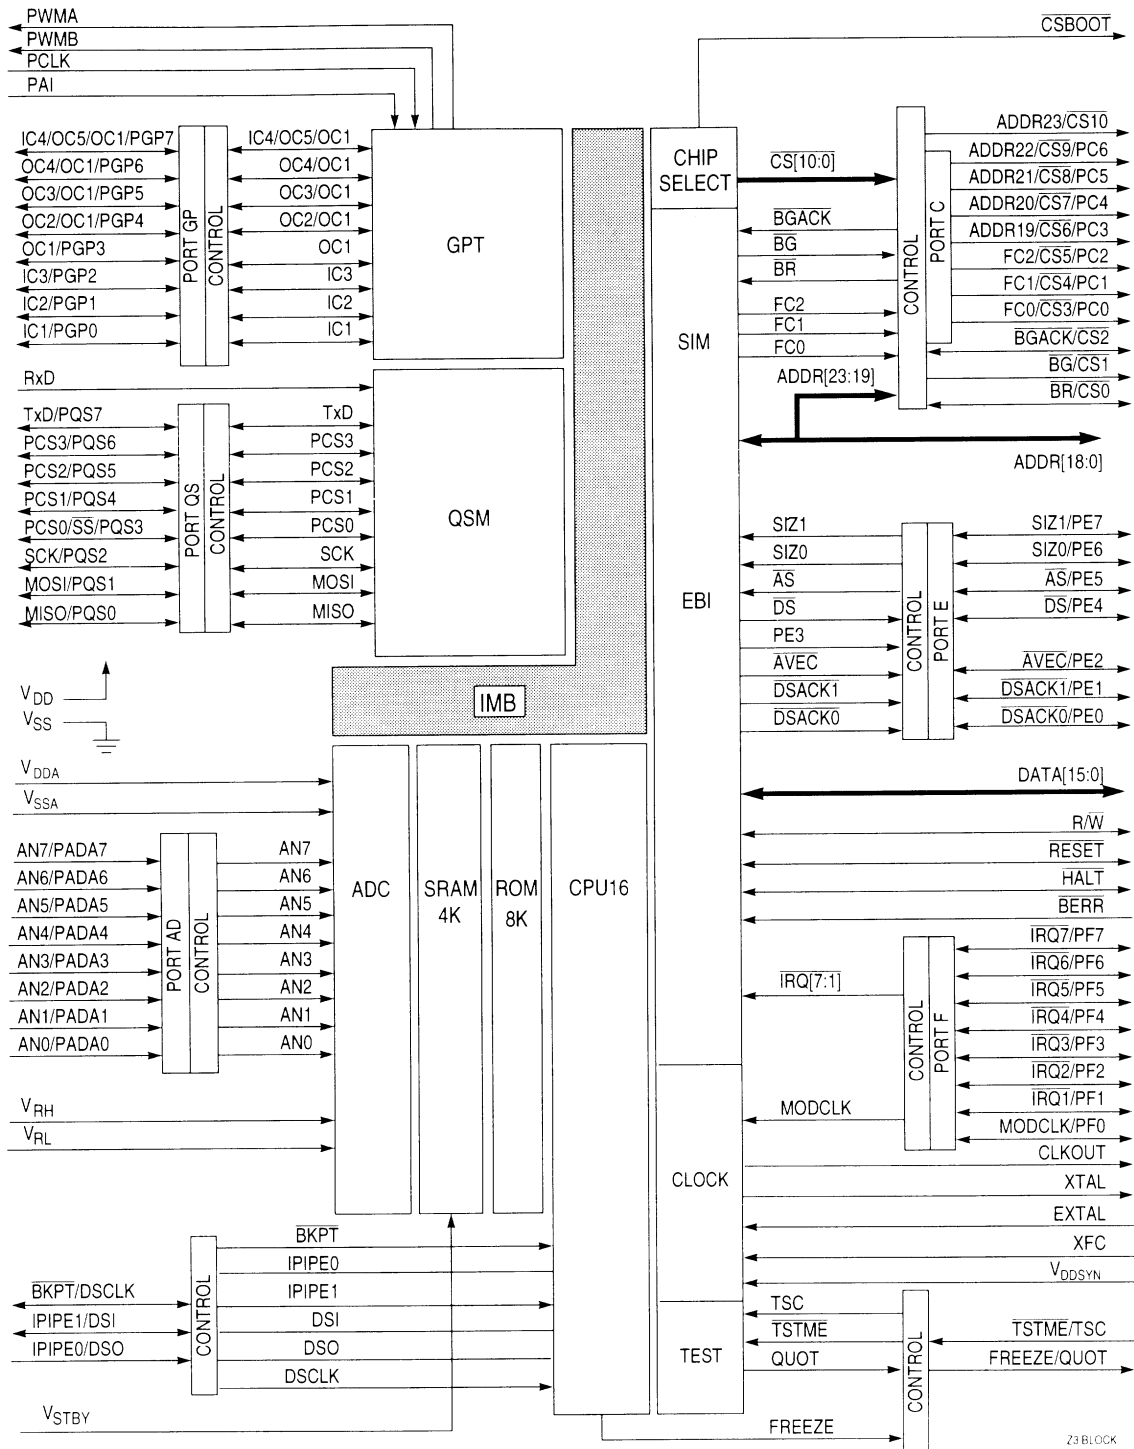 PWMA
PWMB
PCLK
PAI
CSBOOT
IC4/OC5/OC1/PGP7
OC4/OC1/PGP6
OC3/OC1/PGP5
OC2/OC1/PGP4
OC1/PGP3
IC3/PGP2
IC2/PGP1
IC1/PGP0
PORT GP
CONTROL
IC4/OC5/OC1
OC4/OC1
OC3/OC1
OC2/OC1
OC1
IC3
IC2
IC1
GPT
RxD
TxD/PQS7
PCS3/PQS6
PCS2/PQS5
PCS1/PQS4
PCS0/SS/PQS3
SCK/PQS2
MOSI/PQS1
MISO/PQS0
PORT QS
CONTROL
TxD
PCS3
PCS2
PCS1
PCS0
SCK
MOSI
MISO
QSM
IMB
VDD
VSS
VDDA
VSSA
AN7/PADA7
AN6/PADA6
AN5/PADA5
AN4/PADA4
AN3/PADA3
AN2/PADA2
AN1/PADA1
AN0/PADA0
PORT AD
CONTROL
AN7
AN6
AN5
AN4
AN3
AN2
AN1
AN0
VRH
VRL
ADC
SRAM
4K
ROM
8K
CPU16
BKPT/DSCLK
IPIPE1/DSI
IPIPE0/DSO
CONTROL
BKPT
IPIPE0
IPIPE1
DSI
DSO
DSCLK
VSTBY
CHIP
SELECT
SIM
EBI
CLOCK
TEST
CS[10:0]
BGACK
BG
BR
FC2
FC1
FC0
ADDR[23:19]
CONTROL
PORT C
ADDR23/CS10
ADDR22/CS9/PC6
ADDR21/CS8/PC5
ADDR20/CS7/PC4
ADDR19/CS6/PC3
FC2/CS5/PC2
FC1/CS4/PC1
FC0/CS3/PC0
BGACK/CS2
BG/CS1
BR/CS0
ADDR[18:0]
SIZ1
SIZ0
AS
DS
PE3
AVEC
DSACK1
DSACK0
CONTROL
PORT E
SIZ1/PE7
SIZ0/PE6
AS/PE5
DS/PE4
AVEC/PE2
DSACK1/PE1
DSACK0/PE0
DATA[15:0]
R/W
RESET
HALT
BERR
IRQ[7:1]
MODCLK
CONTROL
PORT F
IRQ7/PF7
IRQ6/PF6
IRQ5/PF5
IRQ4/PF4
IRQ3/PF3
IRQ2/PF2
IRQ1/PF1
MODCLK/PF0
CLKOUT
XTAL
EXTAL
XFC
VDDSYN
TSC
TSTME
QUOT
CONTROL
TSTME/TSC
FREEZE/QUOT
FREEZE
Z3 BLOCK